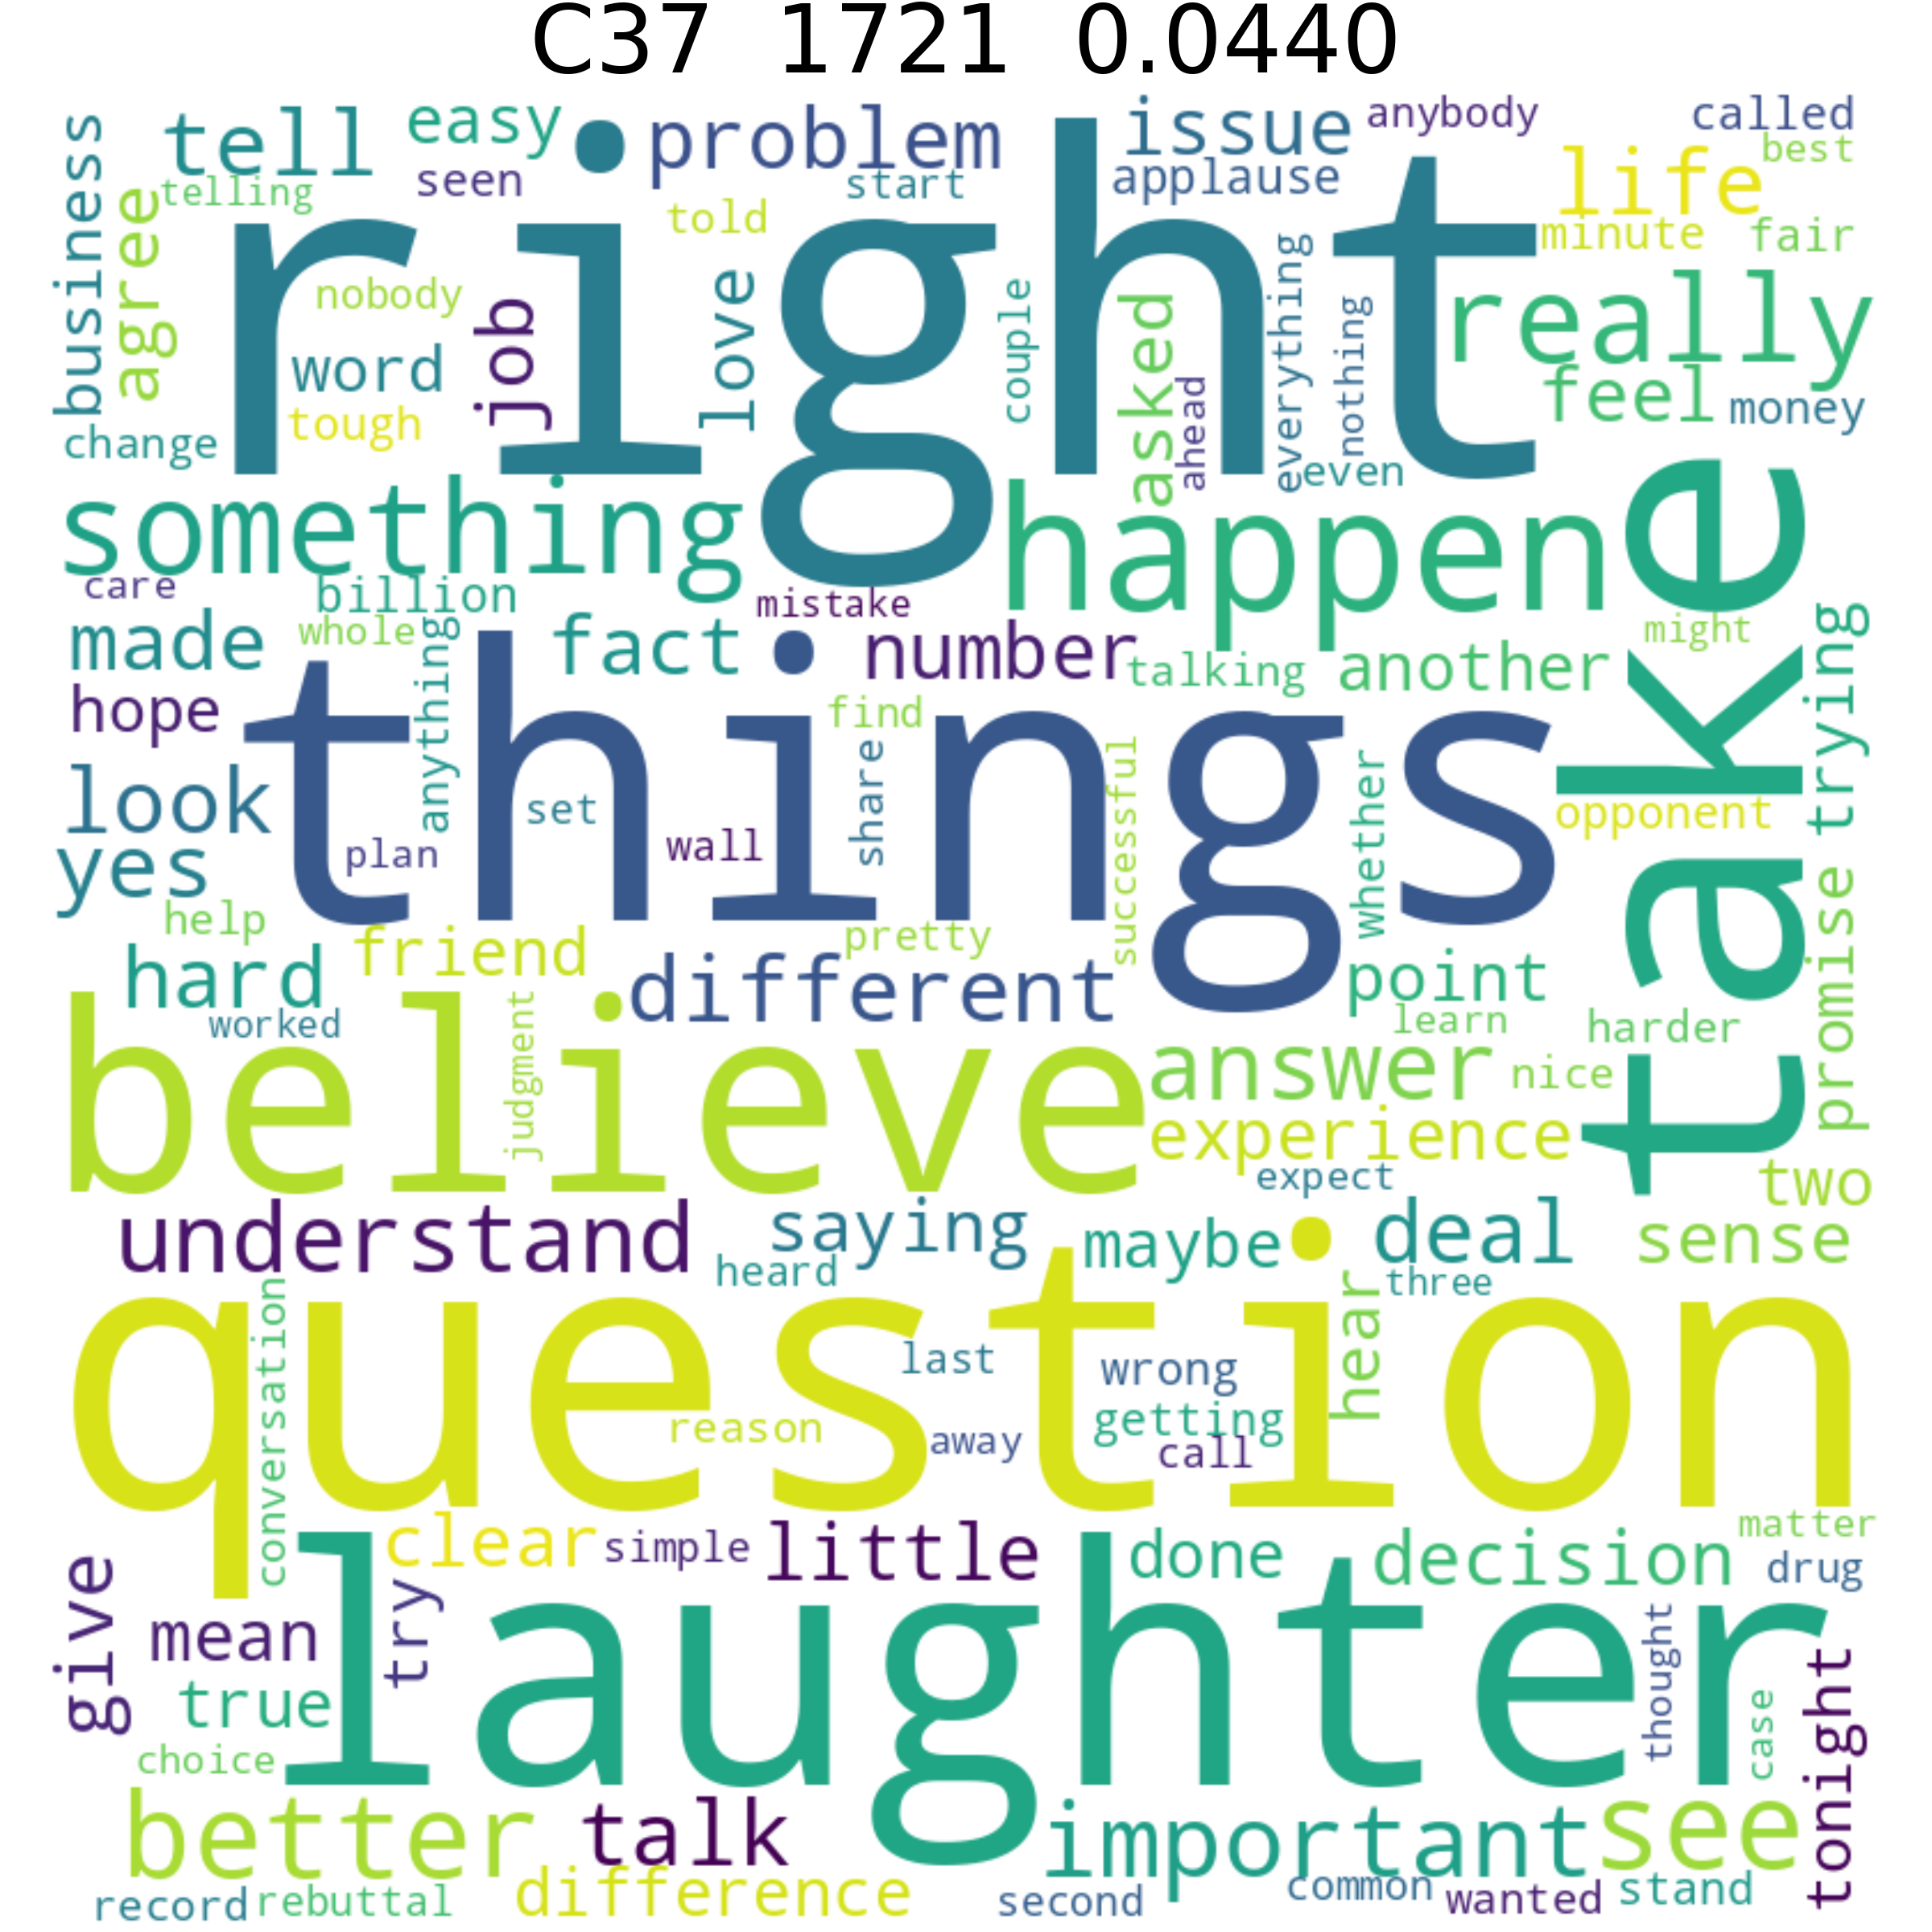 C37 1721 0.0440
business
tell
easy
problem
issue
anybody
called
best
telling
seen
start
applause
life
agree
told
minute
fair
right
nobody
job
love
couple
asked
everything
nothing
really
word
ahead
feel
money
tough
change
even
something
happen
take
care
billion
mistake
made
whole
anything
fact
number
talking
another
might
trying
hope
find
things
look
set
share
successful
whether
opponent
yes
plan
wall
help
friend
pretty
promise
hard
different
point
worked
judgment
learn
harder
believe
answer
nice
experience
expect
two
understand
saying
maybe
deal
sense
heard
three
conversation
question
hear
last
wrong
reason
away
getting
call
clear
simple
little
done
decision
matter
drug
give
try
mean
laughter
thought
tonight
true
case
choice
better
talk
important
see
record
rebuttal
difference
second
common
wanted
stand